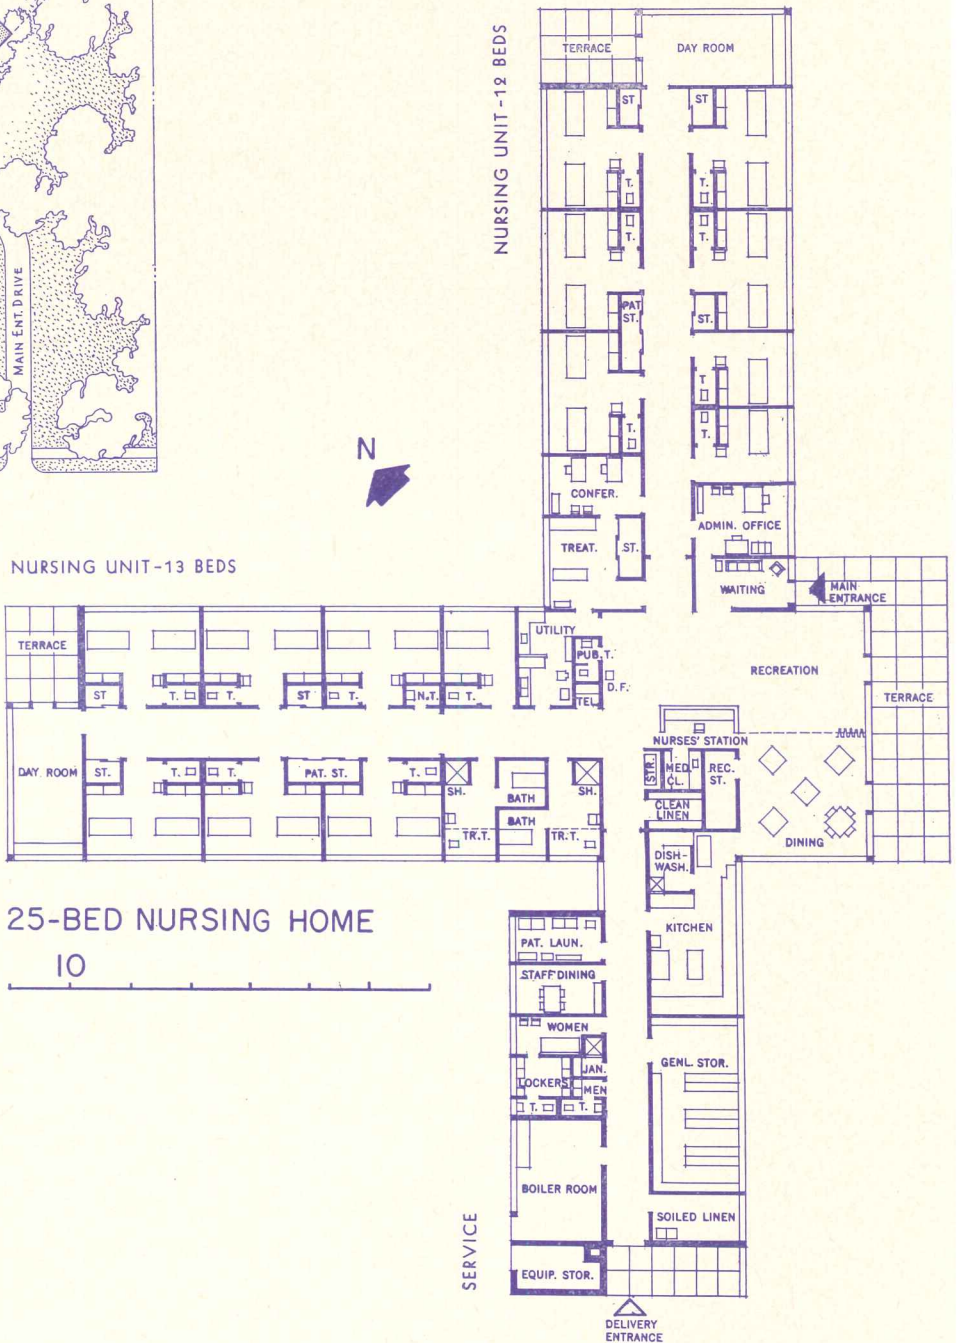 MAIN ENT. DRIVE
N
NURSING UNIT-12 BEDS
TERRACE
DAY ROOM
ST
ST
T.
T.
T.
T.
PAT
ST.
ST.
T
T.
T.
CONFER.
ADMIN. OFFICE
TREAT.
ST.
WAITING
MAIN
ENTRANCE
NURSING UNIT-13 BEDS
TERRACE
UTILITY
PUB. T.
TEL
D.F.
RECREATION
TERRACE
ST
T.
T.
ST
T.
N.T.
T.
DAY ROOM
ST.
T.
T.
PAT. ST.
T.
SH.
BATH
BATH
SH.
TR.T.
TR.T.
NURSES' STATION
STR.
MED.
CL.
REC.
ST.
CLEAN
LINEN
DINING
DISH-
WASH.
KITCHEN
25-BED NURSING HOME
10
PAT. LAUN.
STAFF DINING
WOMEN
JAN.
LOCKERS
MEN
T.
T.
GENL. STOR.
BOILER ROOM
SOILED LINEN
SERVICE
EQUIP. STOR.
DELIVERY
ENTRANCE